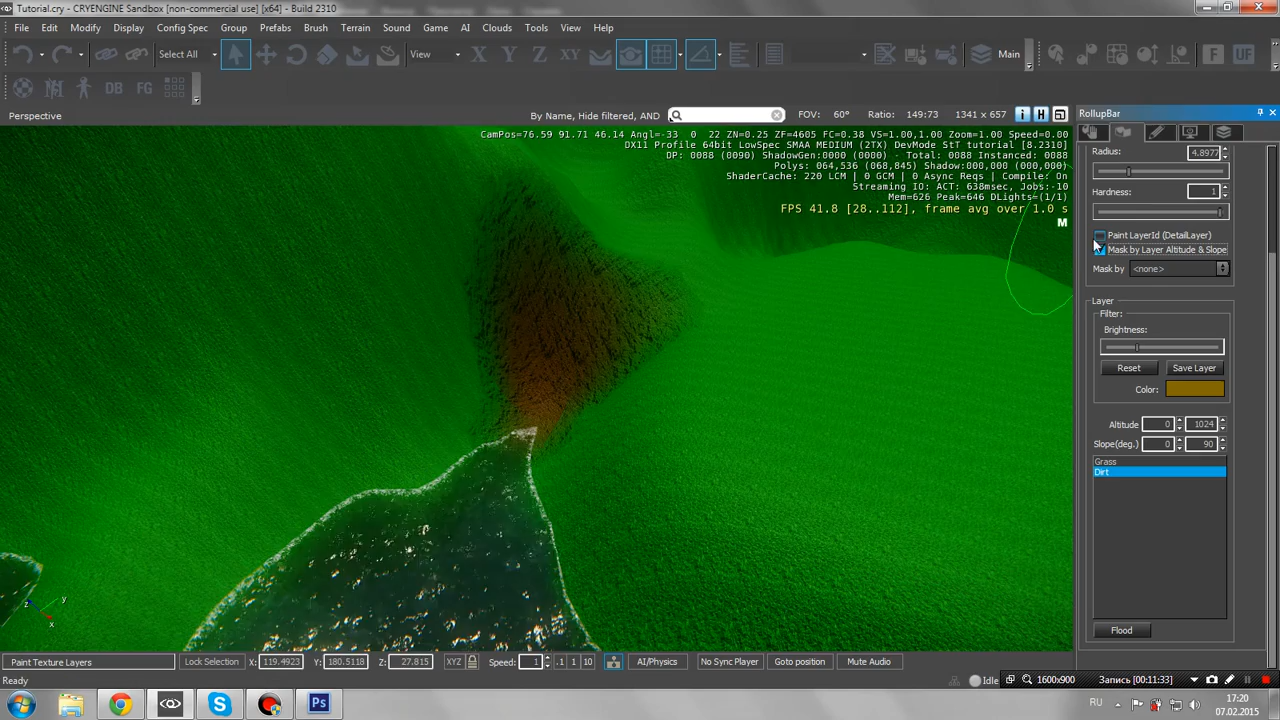 Tutorial.cry - CRYENGINE Sandbox [non-commercial use] [x64] - Build 2310
File Edit Modify Display Config Spec Group Prefabs Brush Terrain Sound Game AI Clouds Tools View Help
Select All View X Y Z XY Main F UF
DB FG
Perspective By Name, Hide filtered, AND FOV: 60° Ratio: 149:73 1341 x 657 i H
RollupBar
CamPos=76.59 91.71 46.14 Angl=-33 0 22 ZN=0.25 ZF=4605 FC=0.38 VS=1.00,1.00 Zoom=1.00 Speed=0.00
DX11 Profile 64bit LowSpec SMAA MEDIUM (2TX) DevMode StT tutorial [8.2310]
DP: 0088 (0090) ShadowGen:0000 (0000) - Total: 0088 Instanced: 0088
Polys: 064,536 (068,845) Shadow:000,000 (000,000)
ShaderCache: 220 LCM | 0 GCM | 0 Async Reqs | Compile: On
Streaming IO: ACT: 638msec, Jobs:-10
Mem=626 Peak=646 DLights=(1/1)
FPS 41.8 [28..112], frame avg over 1.0 s
M
Radius: 4.8977
Hardness: 1
Paint LayerId (DetailLayer)
Mask by Layer Altitude & Slope
Mask by <none>
Layer
Filter:
Brightness:
Reset Save Layer
Color:
Altitude 0 1024
Slope(deg.) 0 90
Grass
Dirt
Flood
z y
x
Paint Texture Layers Lock Selection X: 119.4923 Y: 180.5118 Z: 27.815 XYZ Speed: 1 .1 1 10 AI/Physics No Sync Player Goto position Mute Audio
Ready Idle 1600x900 Запись [00:11:33]
Ps RU 17:20
07.02.2015